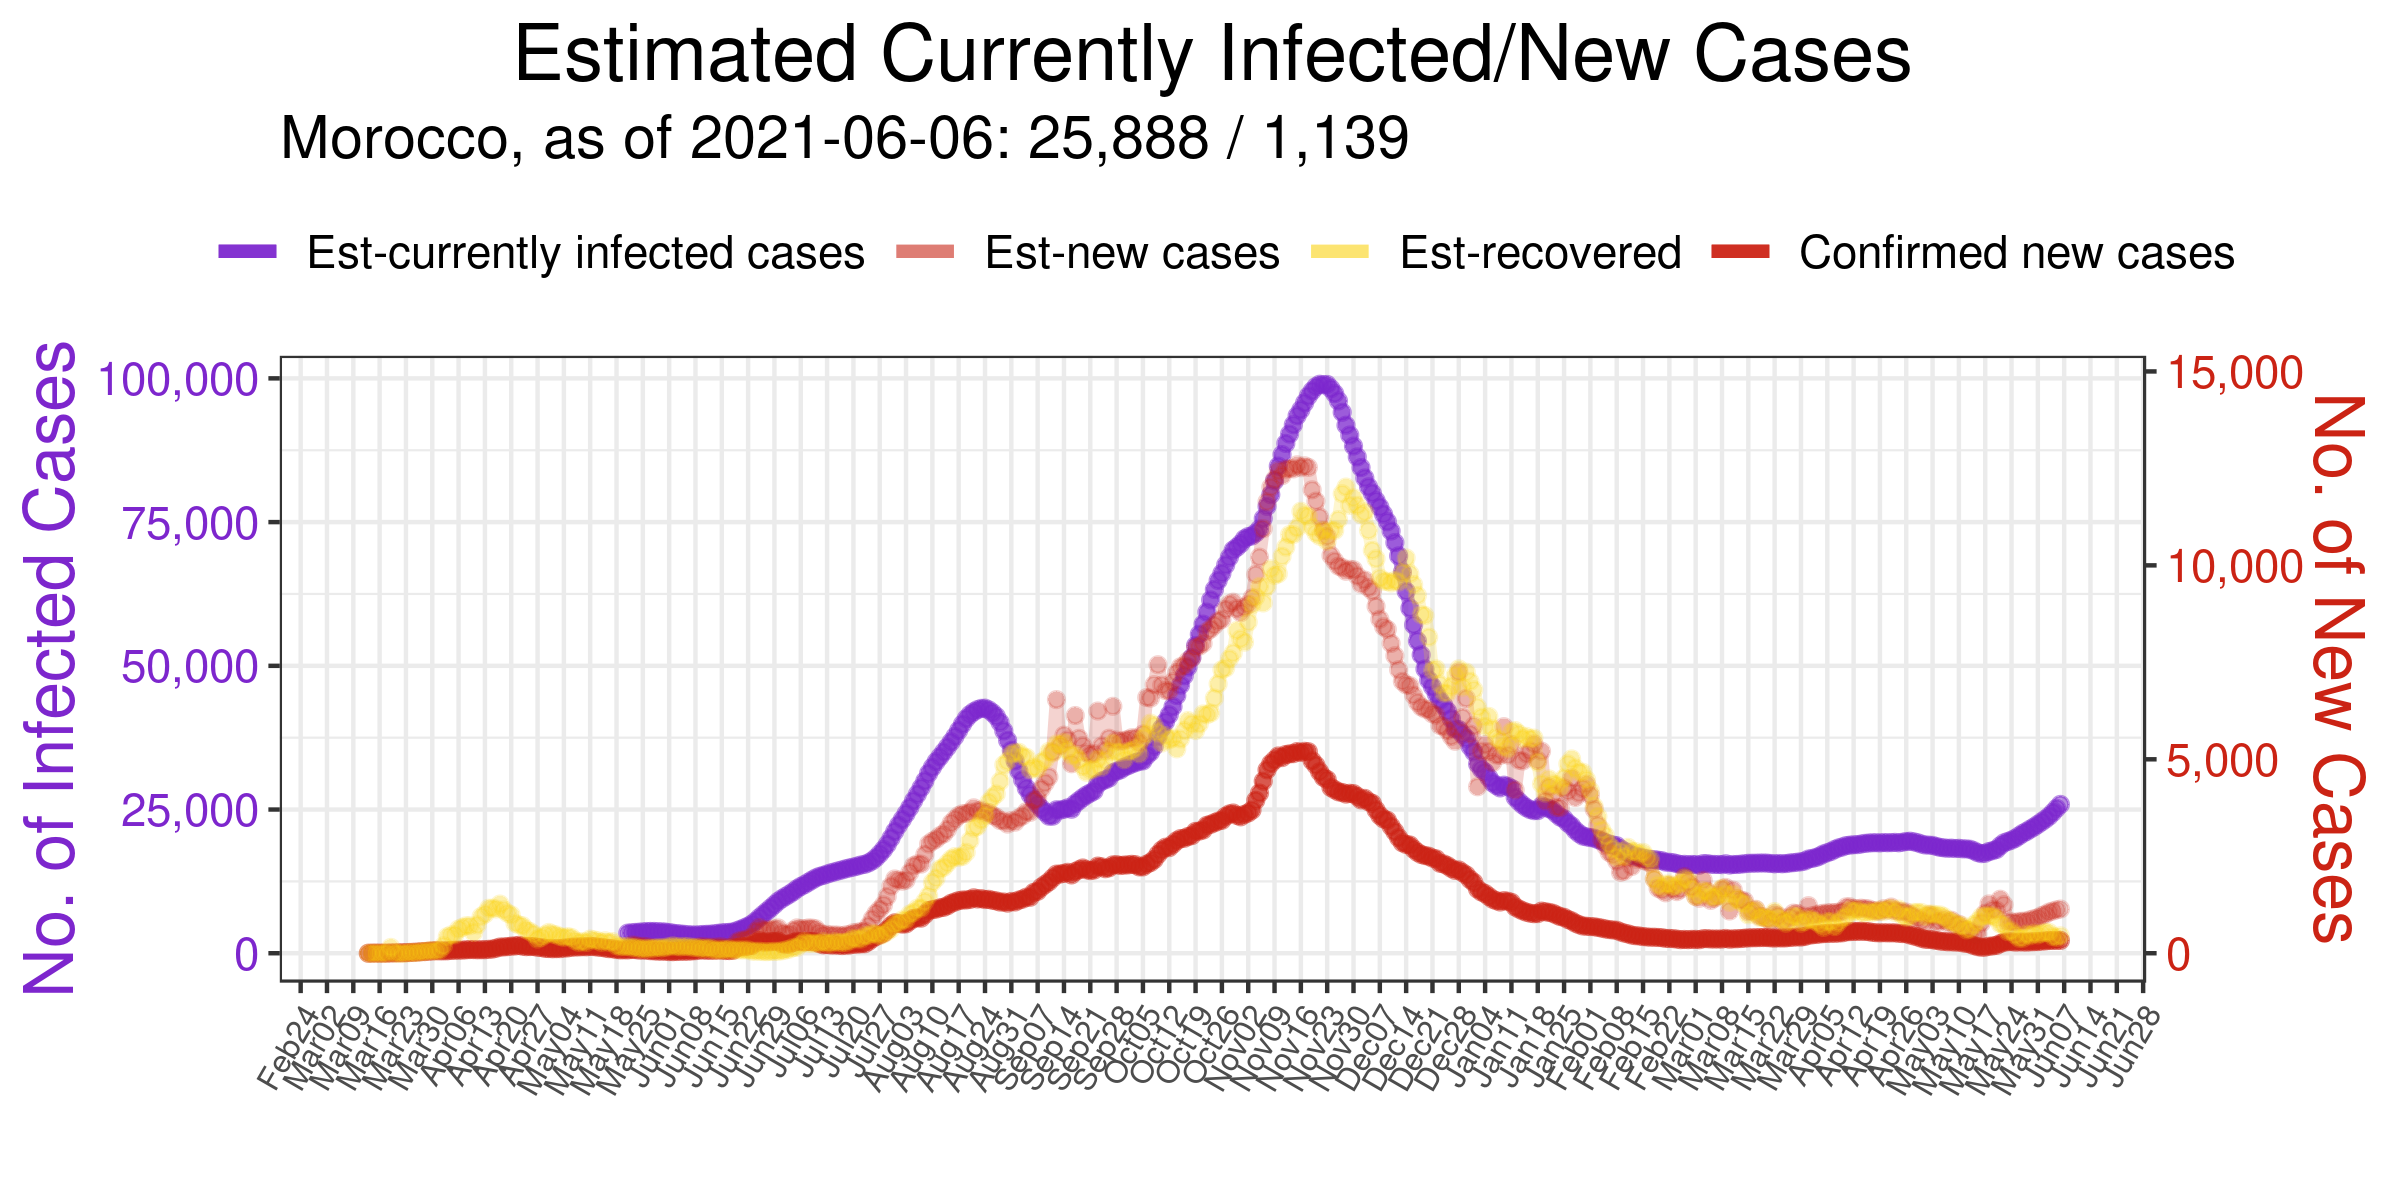 Estimated Currently Infected/New Cases
Morocco, as of 2021-06-06: 25,888 / 1,139
Est-currently infected cases Est-new cases Est-recovered Confirmed new cases
No. of Infected Cases
100,000
75,000
50,000
25,000
0
15,000
10,000
5,000
0
No. of New Cases
Feb24
Mar02
Mar09
Mar16
Mar23
Mar30
Apr06
Apr13
Apr20
Apr27
May04
May11
May18
May25
Jun01
Jun08
Jun15
Jun22
Jun29
Jul06
Jul13
Jul20
Jul27
Aug03
Aug10
Aug17
Aug24
Aug31
Sep07
Sep14
Sep21
Sep28
Oct05
Oct12
Oct19
Oct26
Nov02
Nov09
Nov16
Nov23
Nov30
Dec07
Dec14
Dec21
Dec28
Jan04
Jan11
Jan18
Jan25
Feb01
Feb08
Feb15
Feb22
Mar01
Mar08
Mar15
Mar22
Mar29
Apr05
Apr12
Apr19
Apr26
May03
May10
May17
May24
May31
Jun07
Jun14
Jun21
Jun28